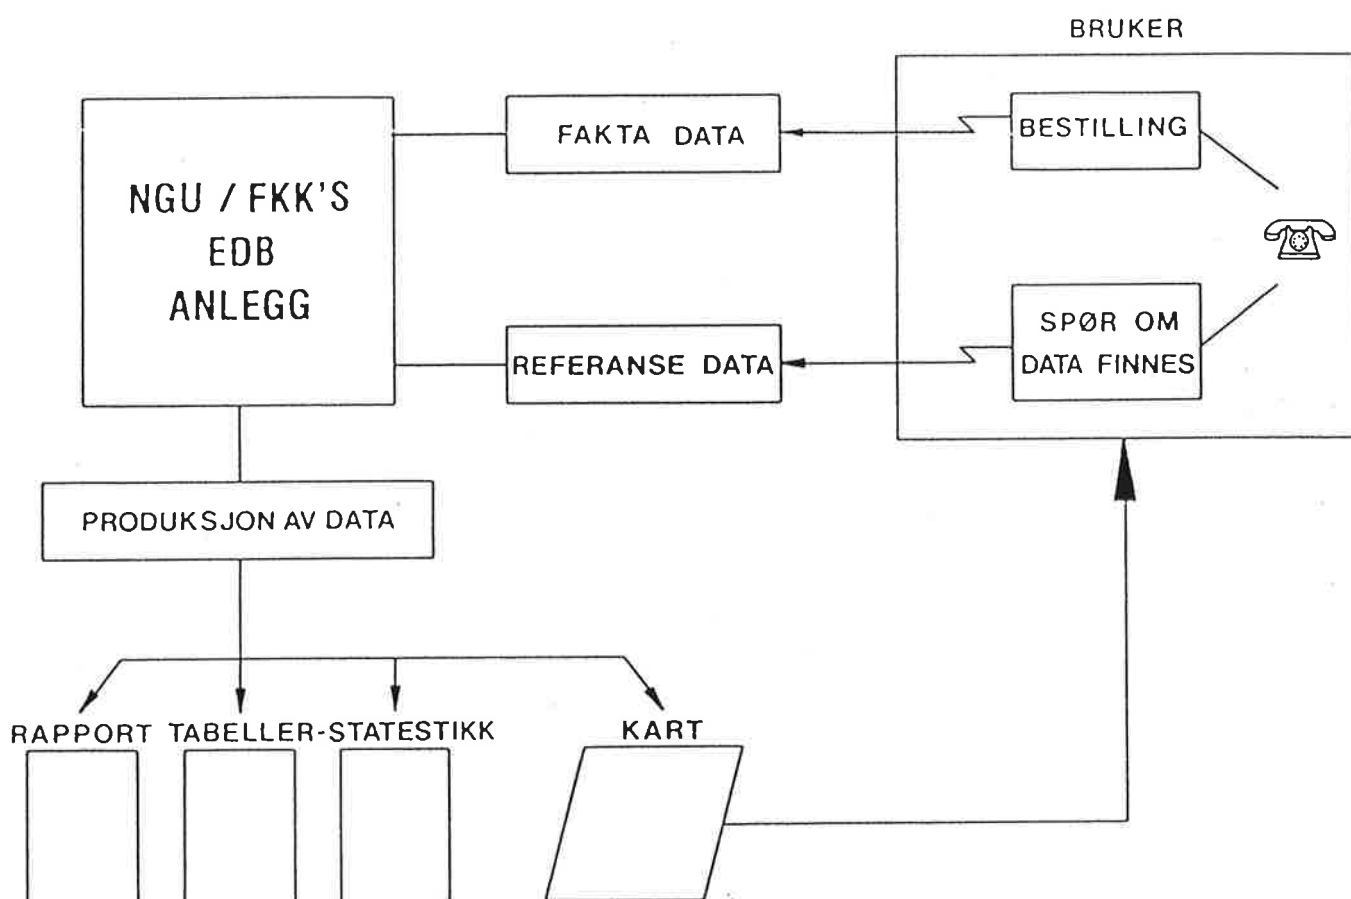 BRUKER
NGU / FKK'S
EDB
ANLEGG
FAKTA DATA
BESTILLING
REFERANSE DATA
SPØR OM
DATA FINNES
PRODUKSJON AV DATA
RAPPORT TABELLER-STATESTIKK KART